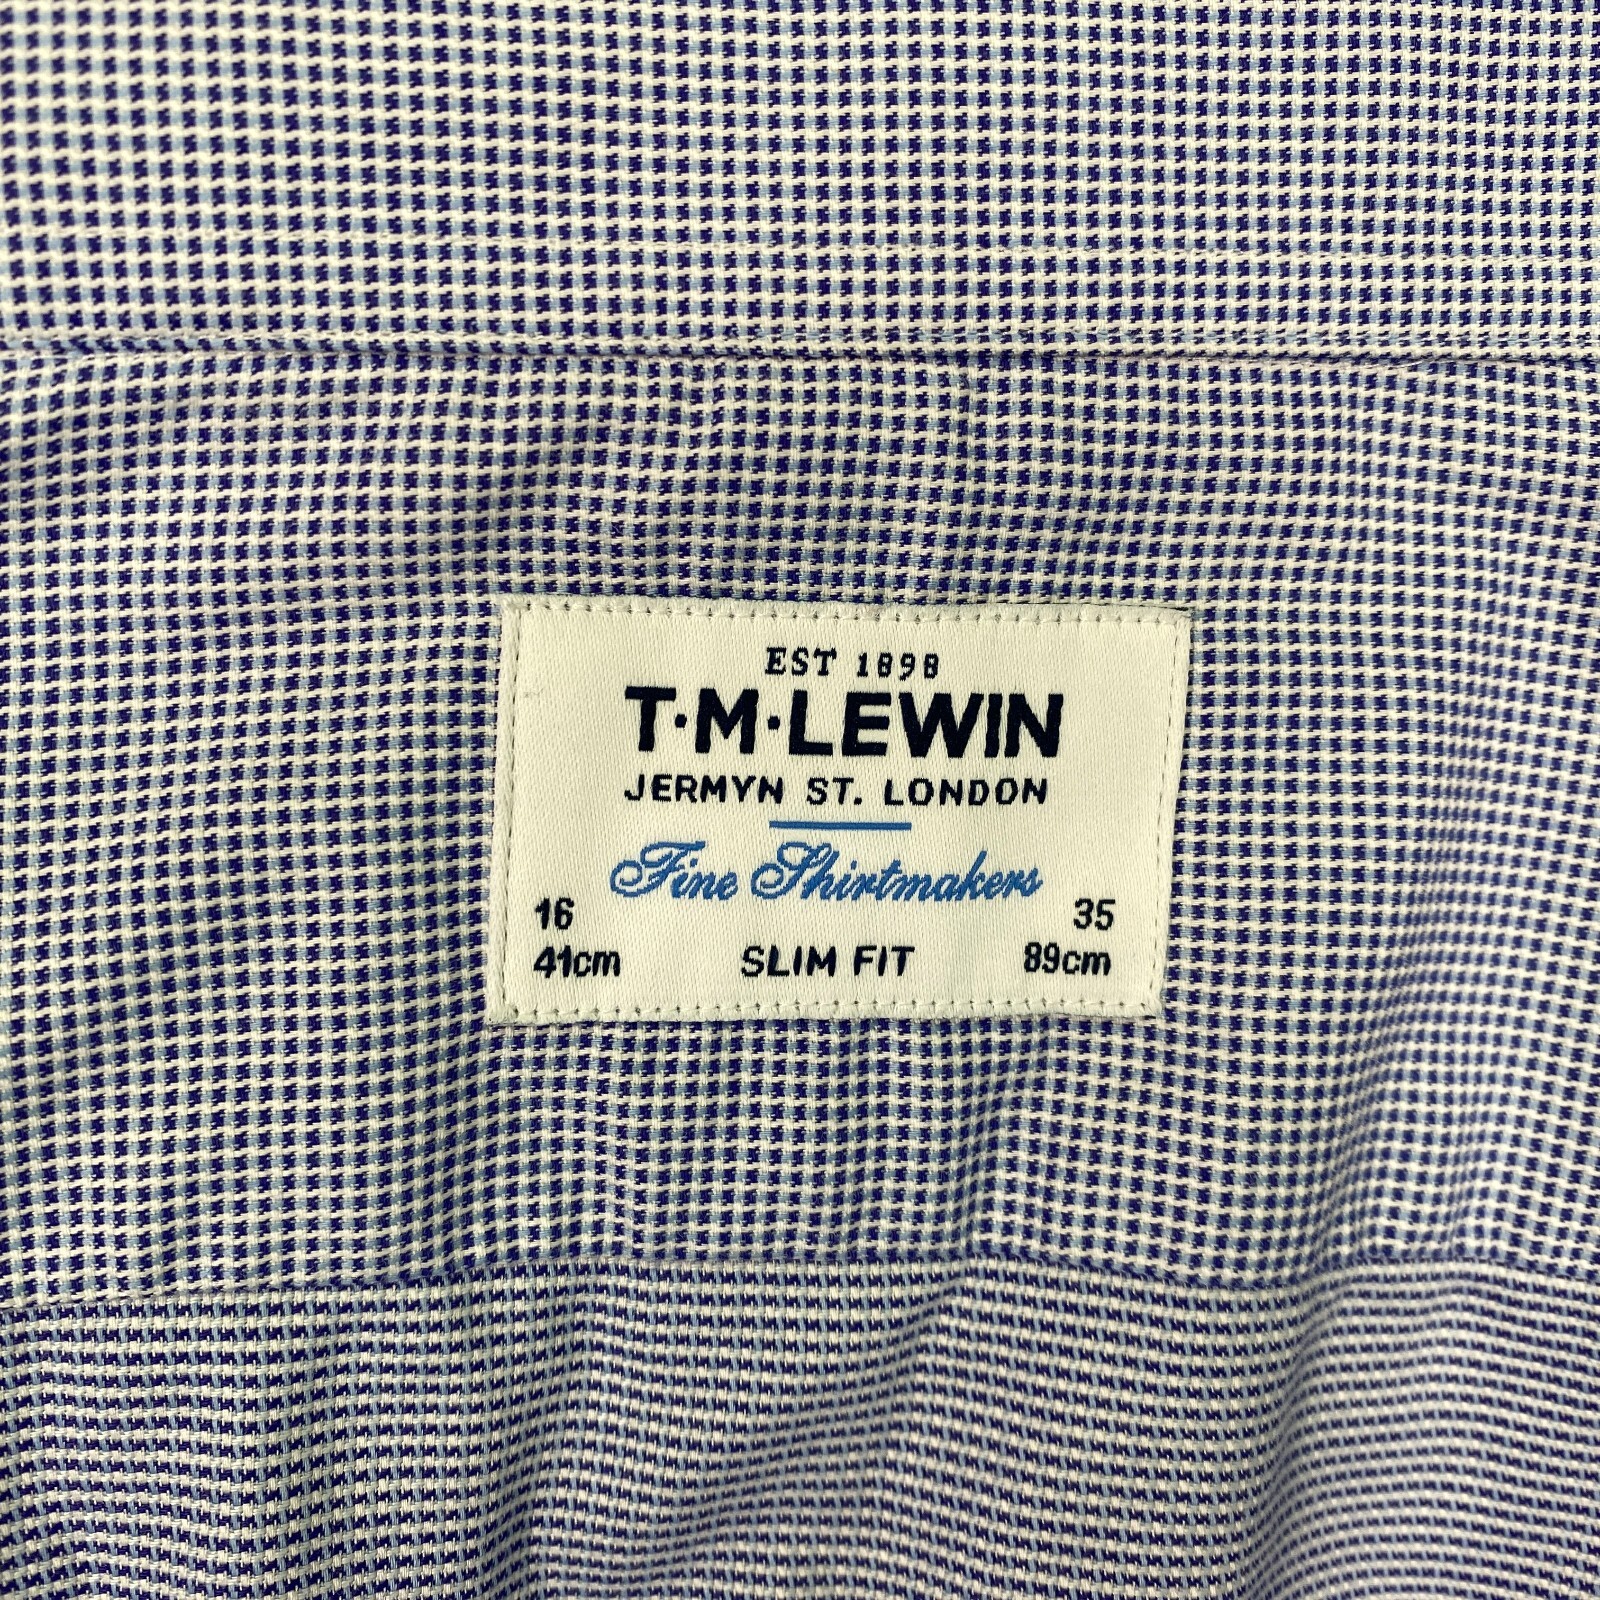 EST 1898
T·M·LEWIN
JERMYN ST. LONDON
Fine Shirtmakers
16 35
41cm SLIM FIT 89cm